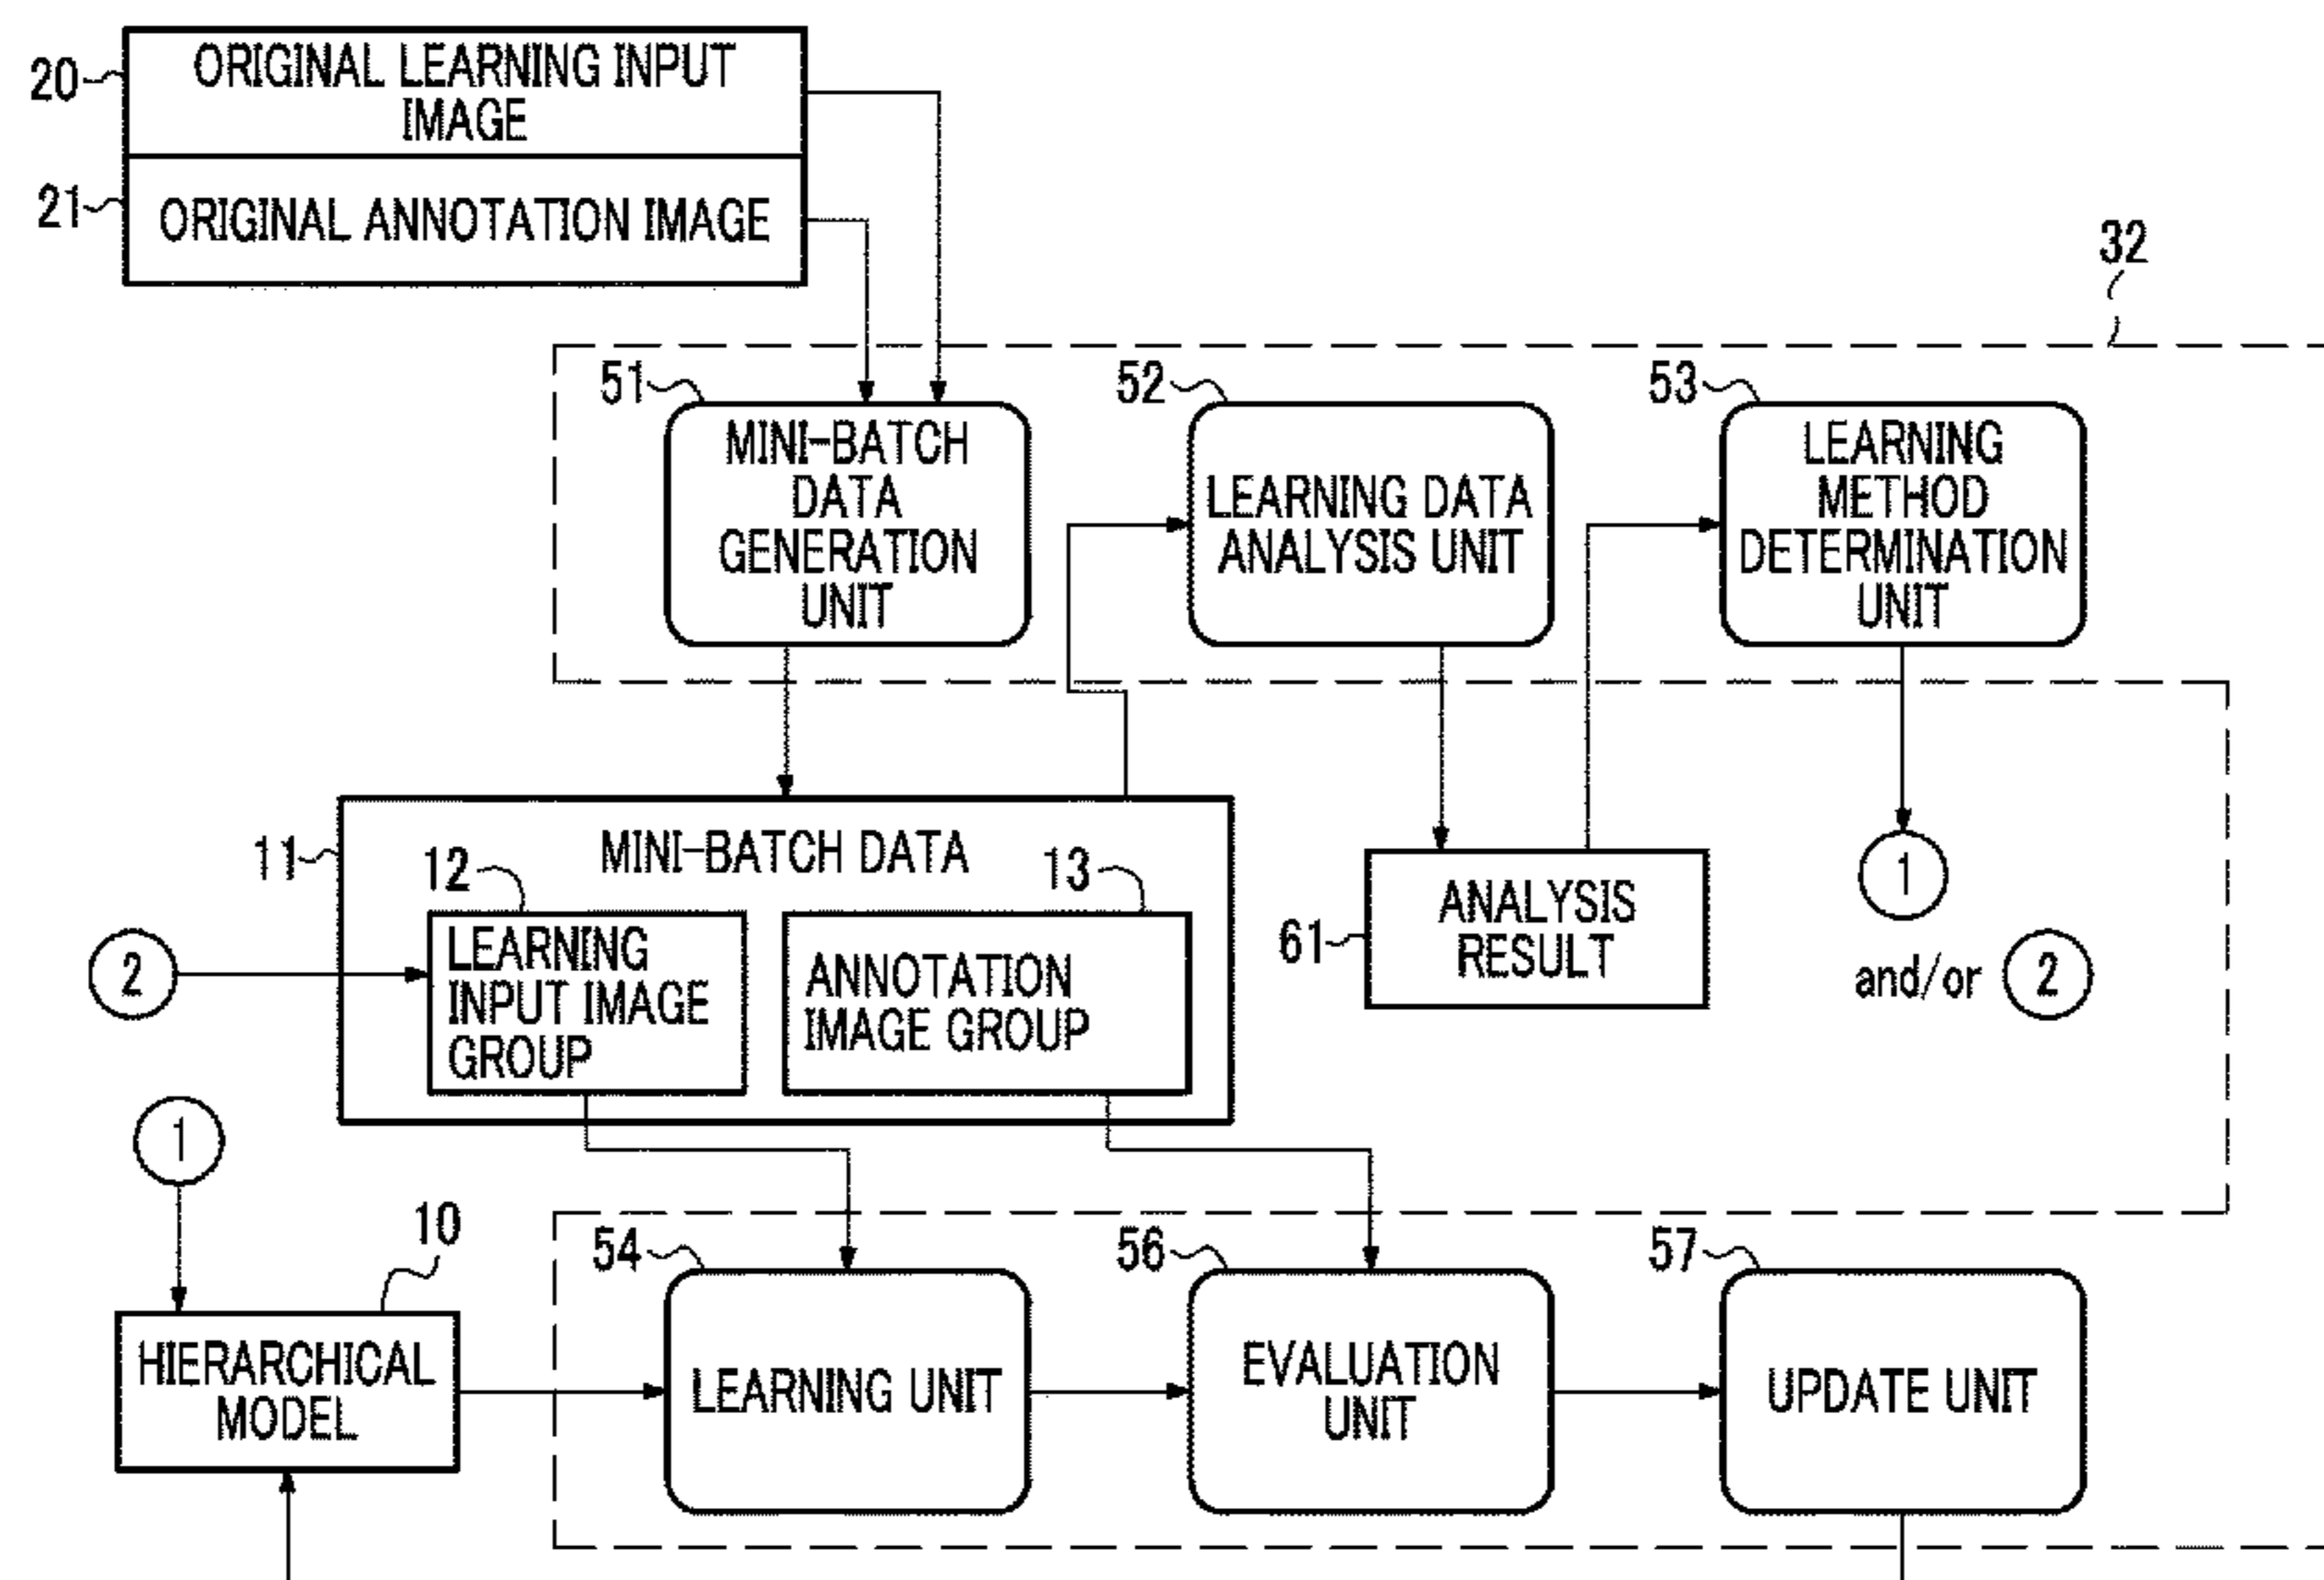 20
ORIGINAL LEARNING INPUT
IMAGE
21
ORIGINAL ANNOTATION IMAGE
32
51
MINI-BATCH
DATA
GENERATION
UNIT
52
LEARNING DATA
ANALYSIS UNIT
53
LEARNING
METHOD
DETERMINATION
UNIT
11
MINI-BATCH DATA
12
LEARNING
INPUT IMAGE
GROUP
13
ANNOTATION
IMAGE GROUP
2
61
ANALYSIS
RESULT
1
and/or 2
1
10
HIERARCHICAL
MODEL
54
LEARNING UNIT
56
EVALUATION
UNIT
57
UPDATE UNIT